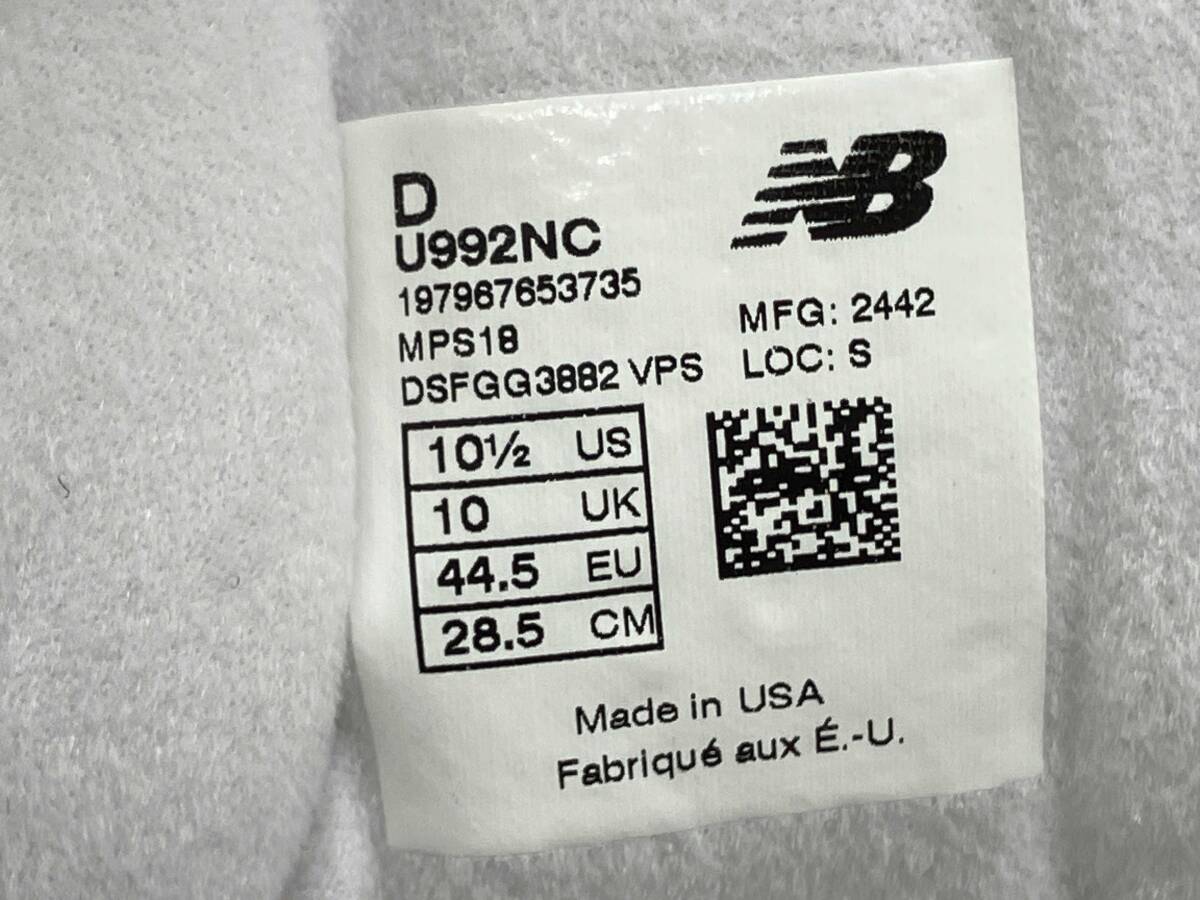 D
NB
U992NC
197967653735
MPS18
DSFGG3882 VPS
MFG: 2442
LOC: S
10½ US
10 UK
44.5 EU
28.5 CM
Made in USA
Fabriqué aux É.-U.